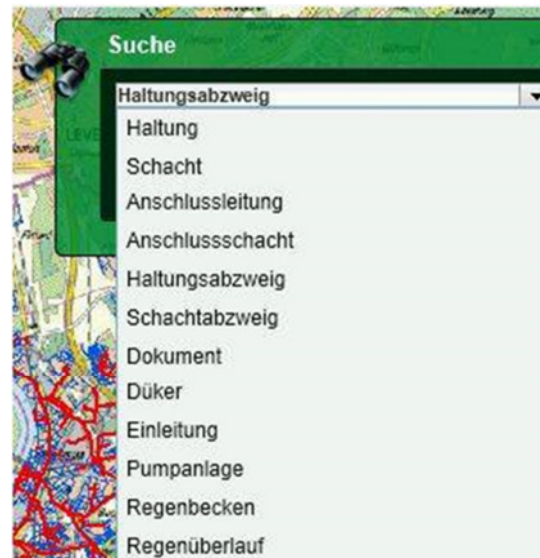 Suche
Haltungsabzweig
Haltung
Schacht
Anschlussleitung
Anschlussschacht
Haltungsabzweig
Schachtabzweig
Dokument
Düker
Einleitung
Pumpanlage
Regenbecken
Regenüberlauf